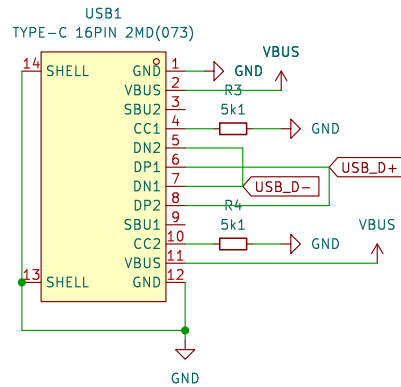 USB1
TYPE-C 16PIN 2MD(073)
VBUS
14 SHELL GND 1 GND
VBUS 2 R3
SBU2 3 5k1
CC1 4 GND
DN2 5
DP1 6 USB_D+
DN1 7 USB_D-
DP2 8 R4
SBU1 9 5k1 VBUS
CC2 10 GND
VBUS 11
13 SHELL GND 12
GND